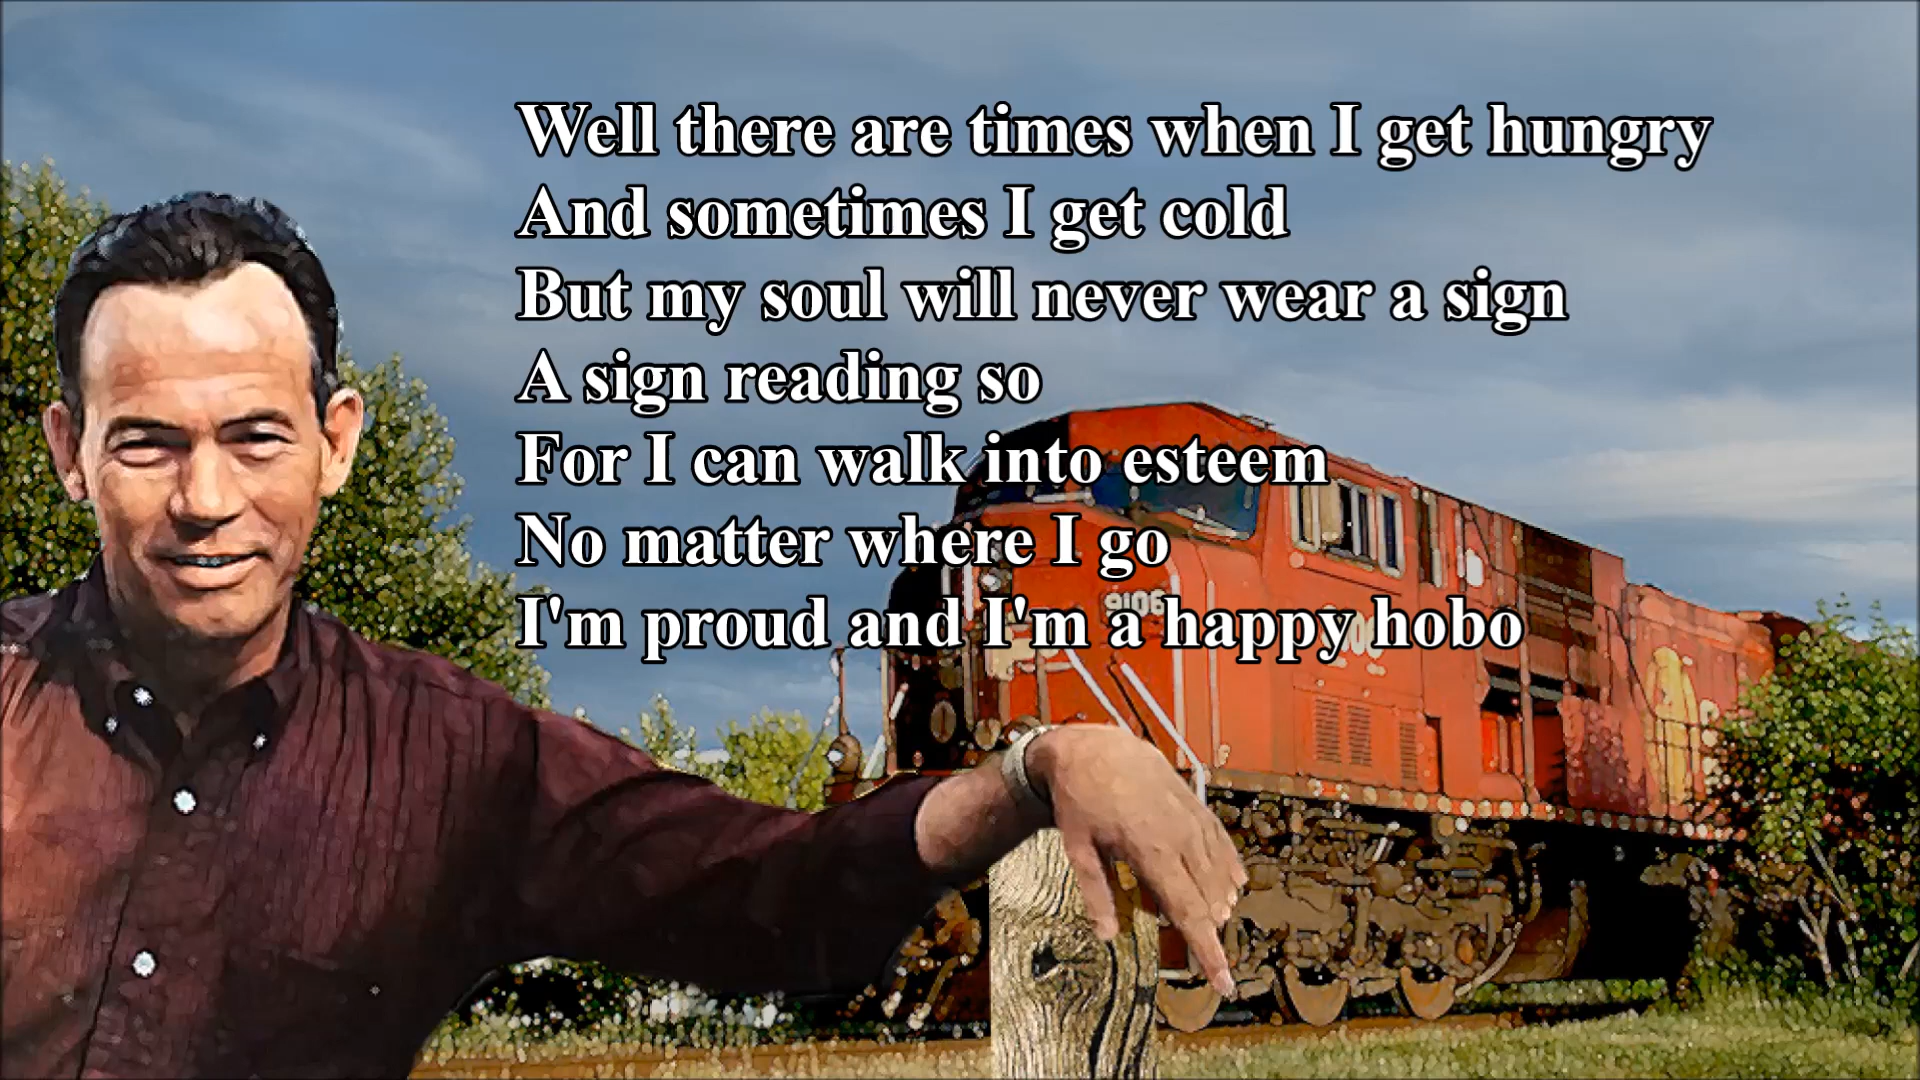 Well there are times when I get hungry
And sometimes I get cold
But my soul will never wear a sign
A sign reading so
For I can walk into esteem
No matter where I go
I'm proud and I'm a happy hobo
9106